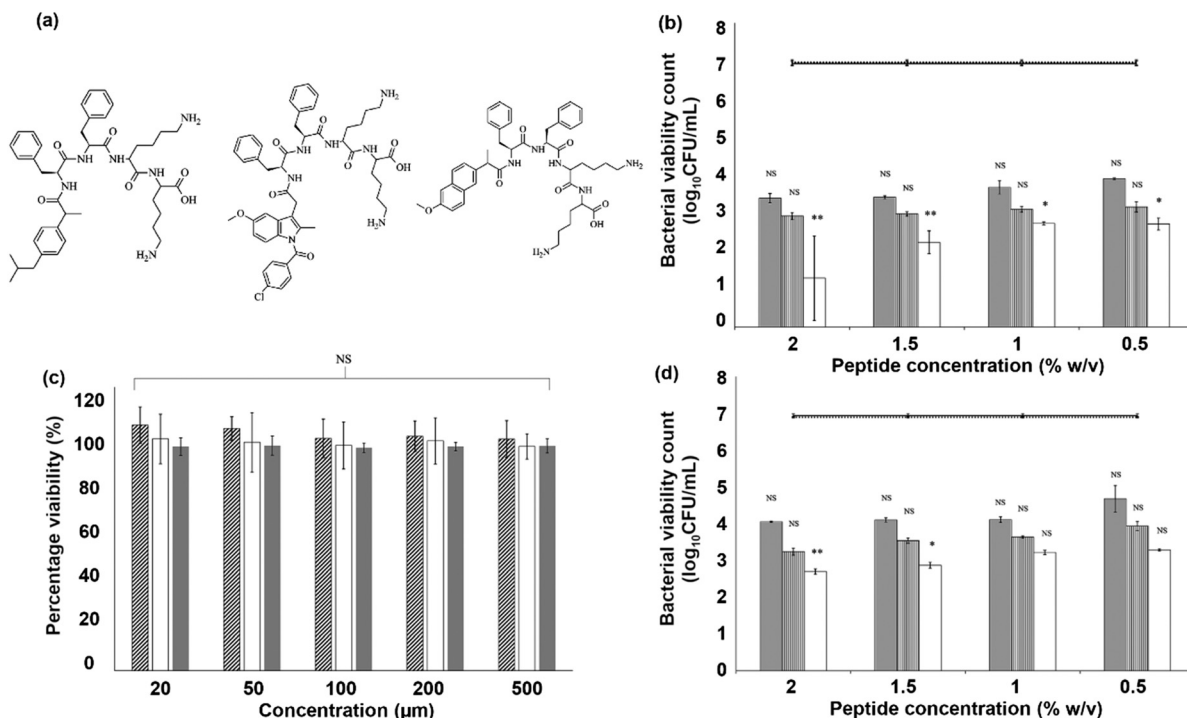 (a)
NH₂
O
H
N
O
N
H
O
H
N
O
OH
NH
O
NH₂
NH₂
O
H
N
O
N
H
O
H
N
O
OH
NH
O
O
N
O
NH₂
Cl
O
N
H
O
H
N
O
NH
O
NH₂
HN
O
OH
O
H₂N
(b)
Bacterial viability count
(log₁₀CFU/mL)
8
7
6
5
4
3
2
1
0
NS NS ** NS NS ** NS NS * NS NS *
2 1.5 1 0.5
Peptide concentration (% w/v)
(c)
NS
Percentage viability (%)
120
100
80
60
40
20
0
20 50 100 200 500
Concentration (µm)
(d)
Bacterial viability count
(log₁₀CFU/mL)
8
7
6
5
4
3
2
1
0
NS NS ** NS NS * NS NS NS NS NS NS
2 1.5 1 0.5
Peptide concentration (% w/v)